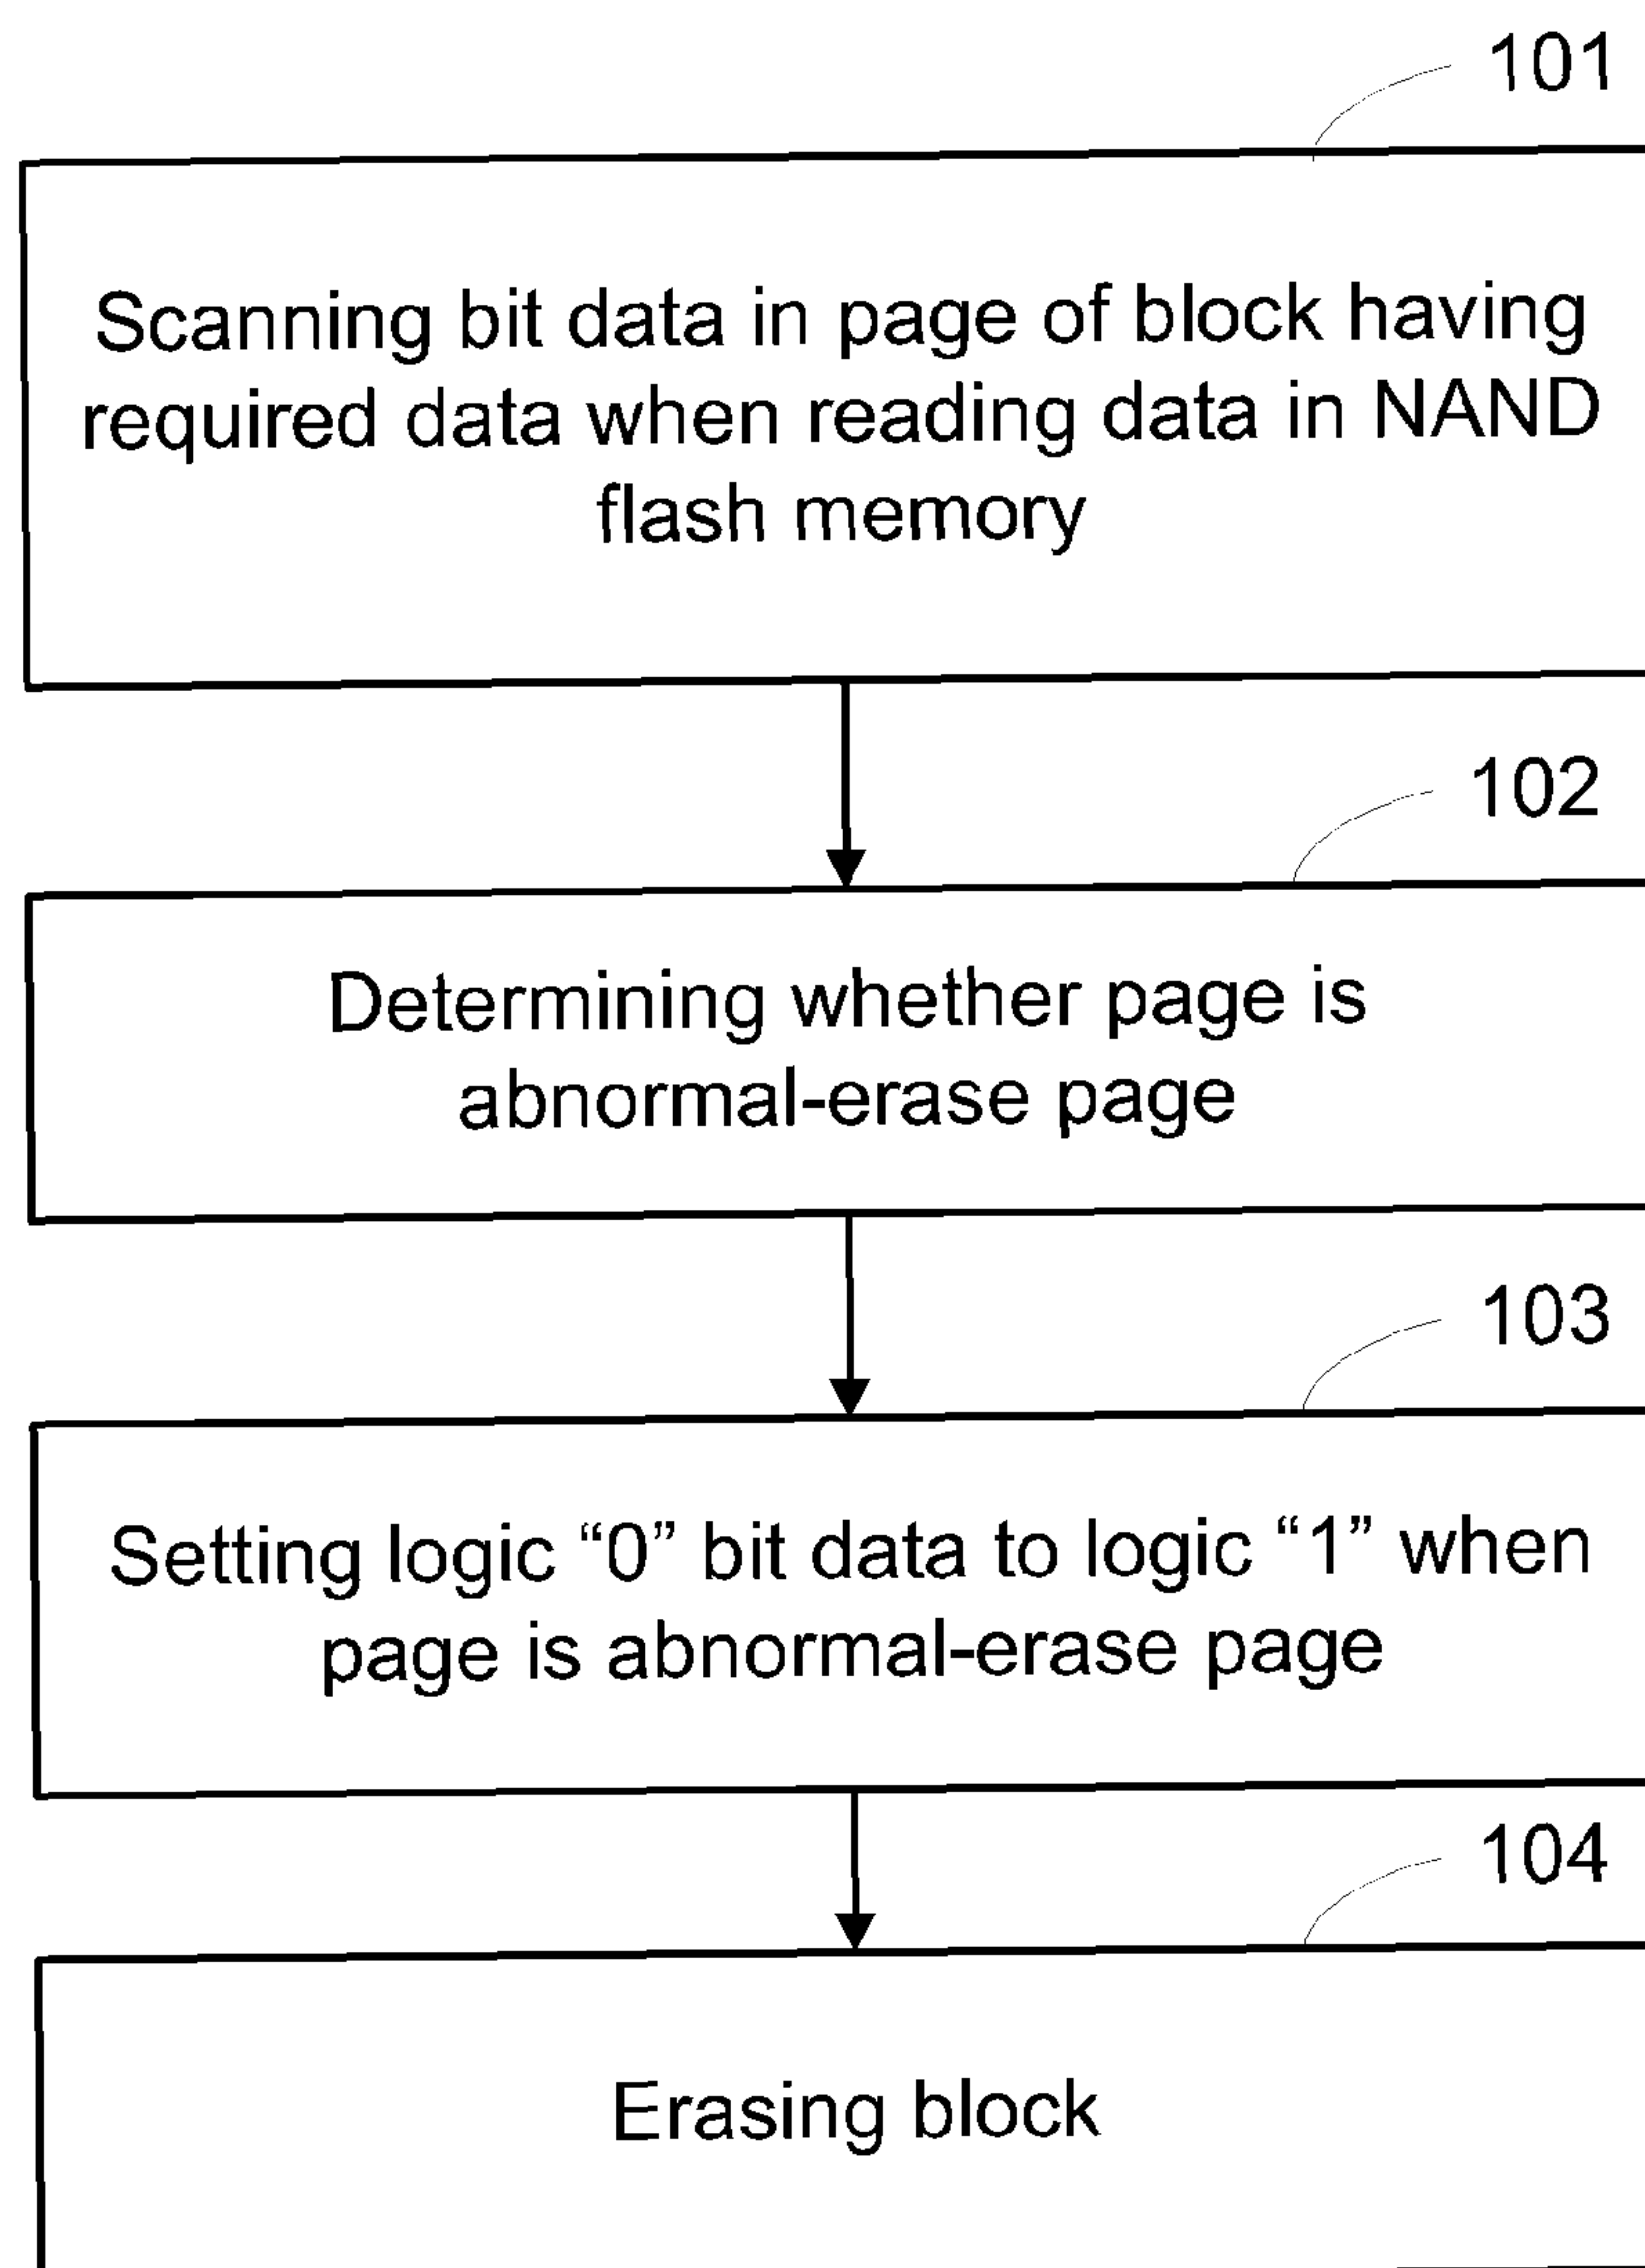 101
Scanning bit data in page of block having
required data when reading data in NAND
flash memory
102
Determining whether page is
abnormal-erase page
103
Setting logic “0” bit data to logic “1” when
page is abnormal-erase page
104
Erasing block